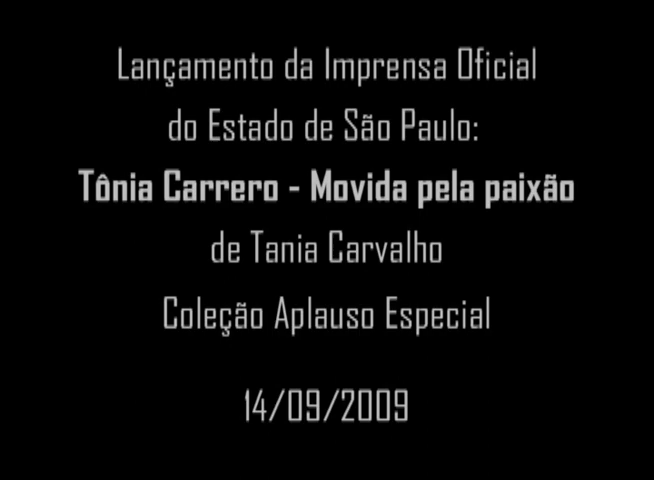 Lançamento da Imprensa Oficial
do Estado de São Paulo:
Tônia Carrero - Movida pela paixão
de Tania Carvalho
Coleção Aplauso Especial
14/09/2009